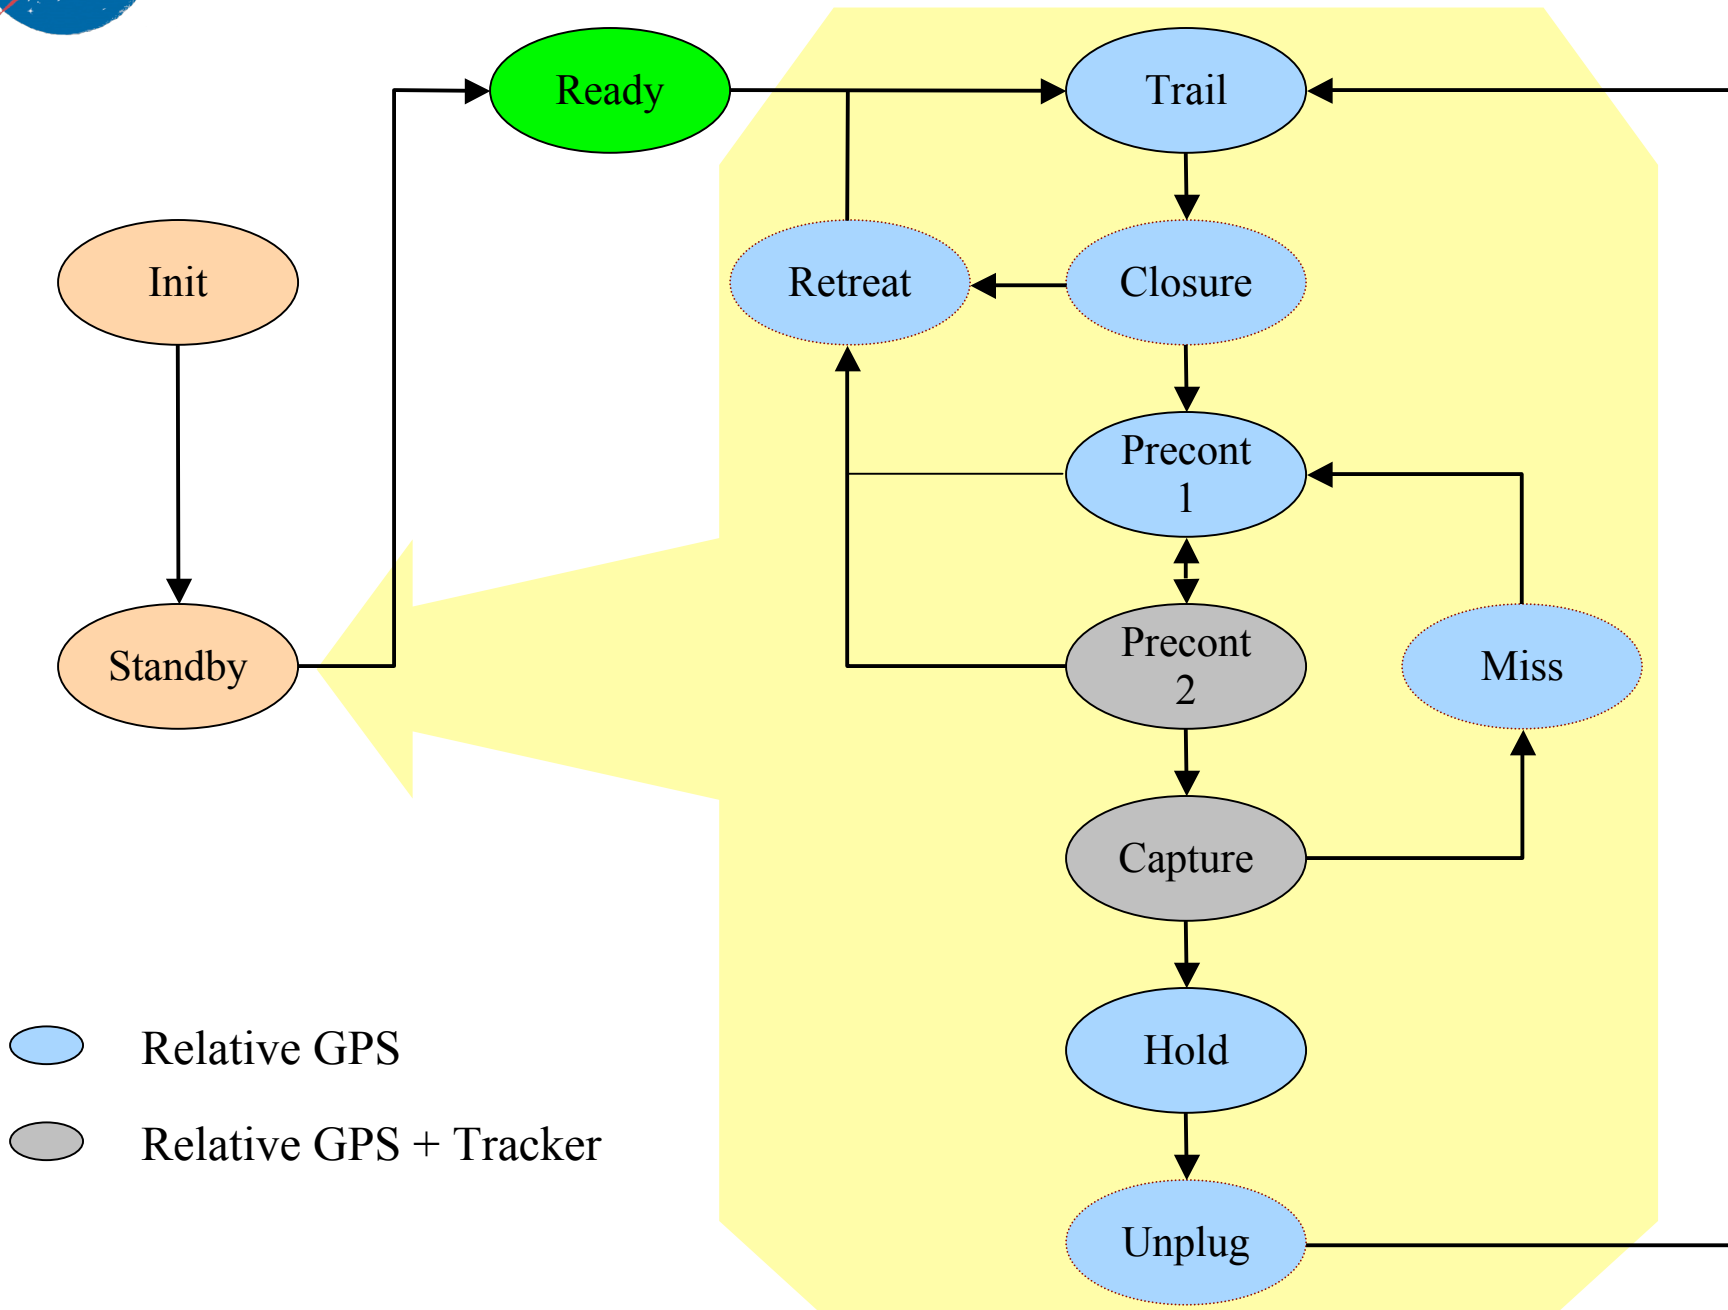 Ready
Trail
Init
Retreat
Closure
Precont
1
Standby
Precont
2
Miss
Capture
Hold
Relative GPS
Relative GPS + Tracker
Unplug